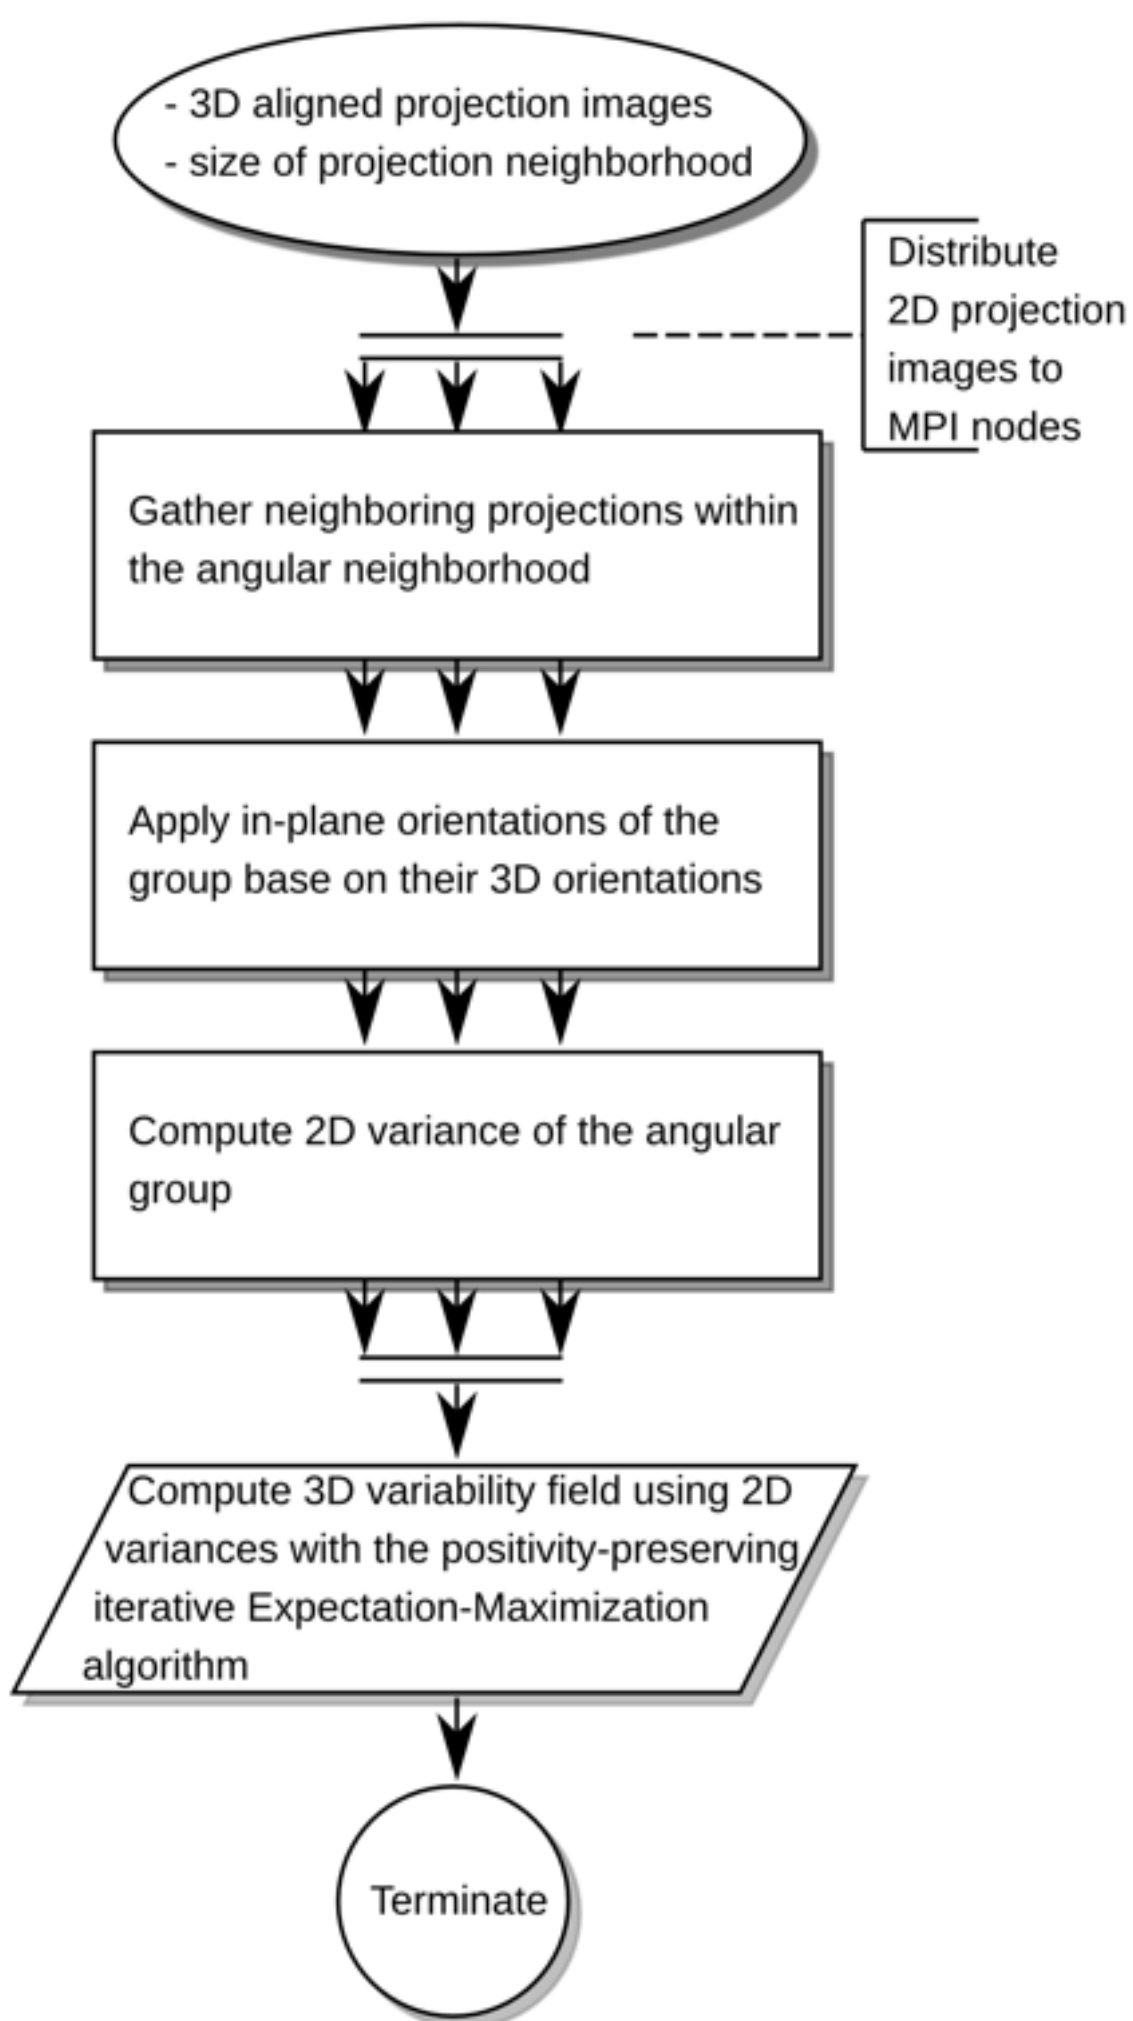 - 3D aligned projection images
- size of projection neighborhood
Distribute
2D projection
images to
MPI nodes
Gather neighboring projections within
the angular neighborhood
Apply in-plane orientations of the
group base on their 3D orientations
Compute 2D variance of the angular
group
Compute 3D variability field using 2D
variances with the positivity-preserving
iterative Expectation-Maximization
algorithm
Terminate